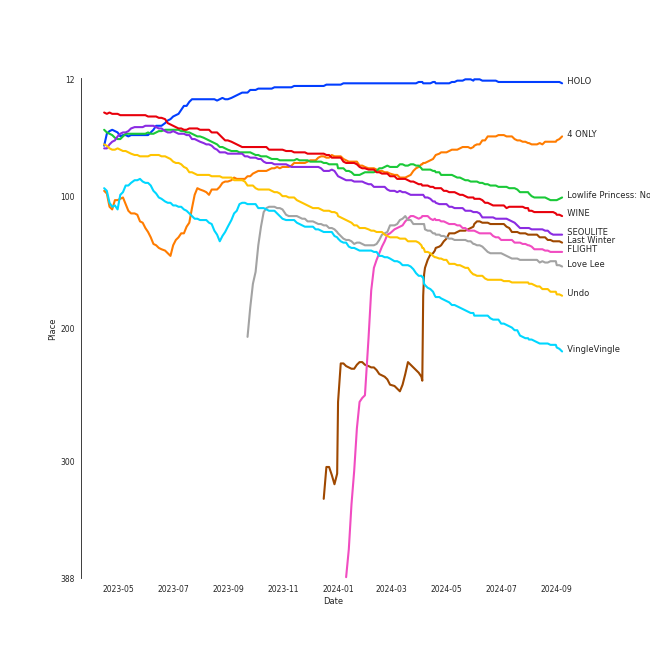 12
100
200
300
388
Place
2023-05 2023-07 2023-09 2023-11 2024-01 2024-03 2024-05 2024-07 2024-09
Date
HOLO
4 ONLY
Lowlife Princess: No
WINE
SEOULITE
Last Winter
FLIGHT
Love Lee
Undo
VingleVingle